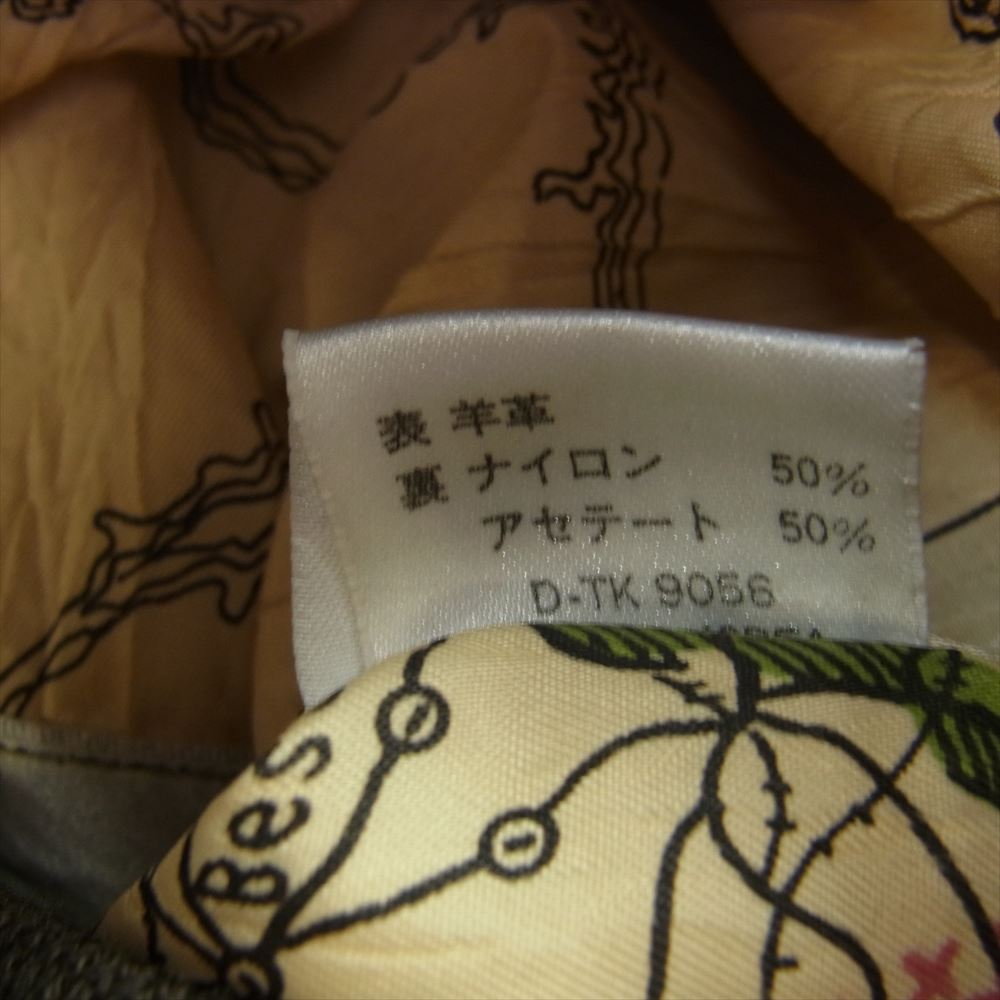 表 羊革
裏 ナイロン 50%
アセテート 50%
D-TK 9056
Bes